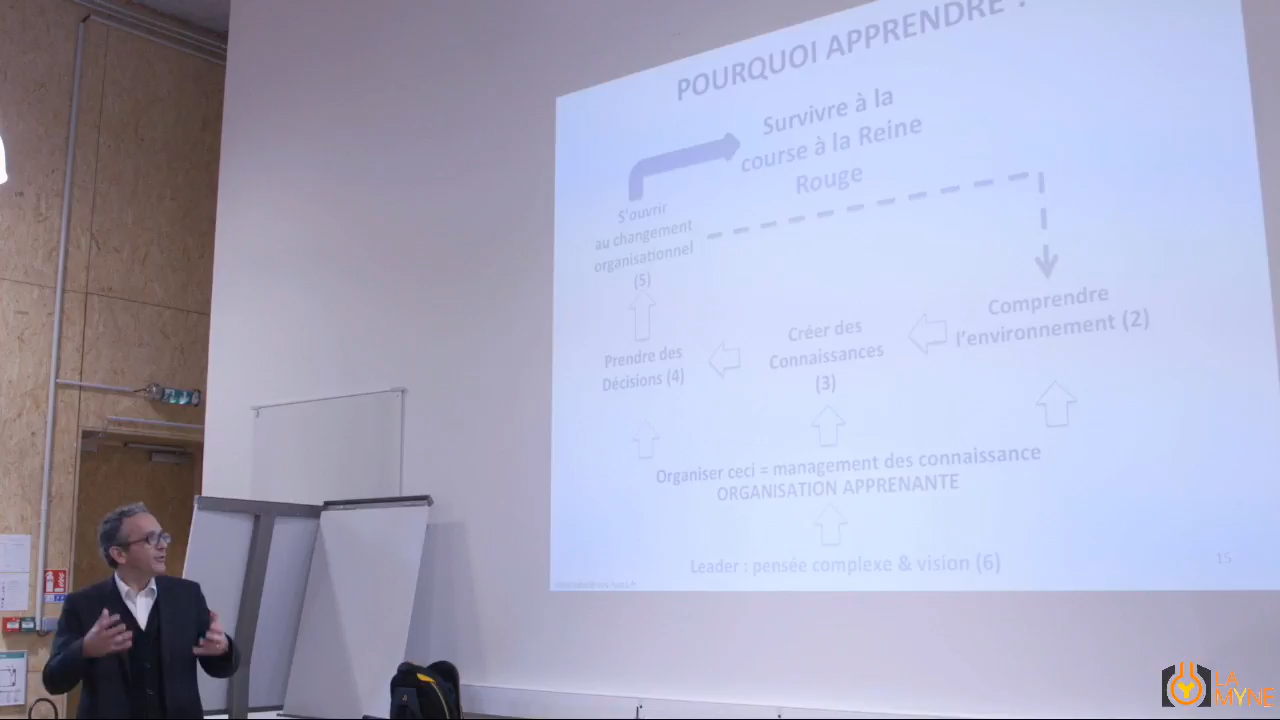 POURQUOI APPRENDRE ?
Survivre à la
course à la Reine
Rouge
S'ouvrir
au changement
organisationnel
(5)
Comprendre
l'environnement (2)
Créer des
Connaissances
(3)
Prendre des
Décisions (4)
Organiser ceci = management des connaissance
ORGANISATION APPRENANTE
Leader : pensée complexe & vision (6)
15
LA
MYNE